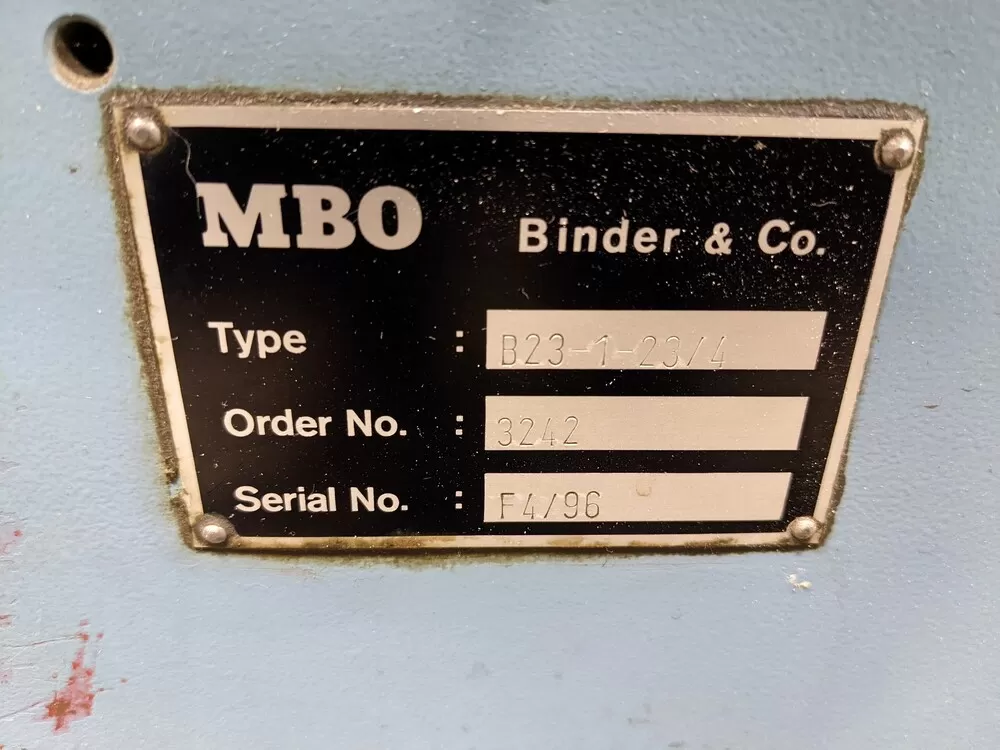 MBO Binder & Co.
Type : B23-1-23/4
Order No. : 3242
Serial No. : F4/96